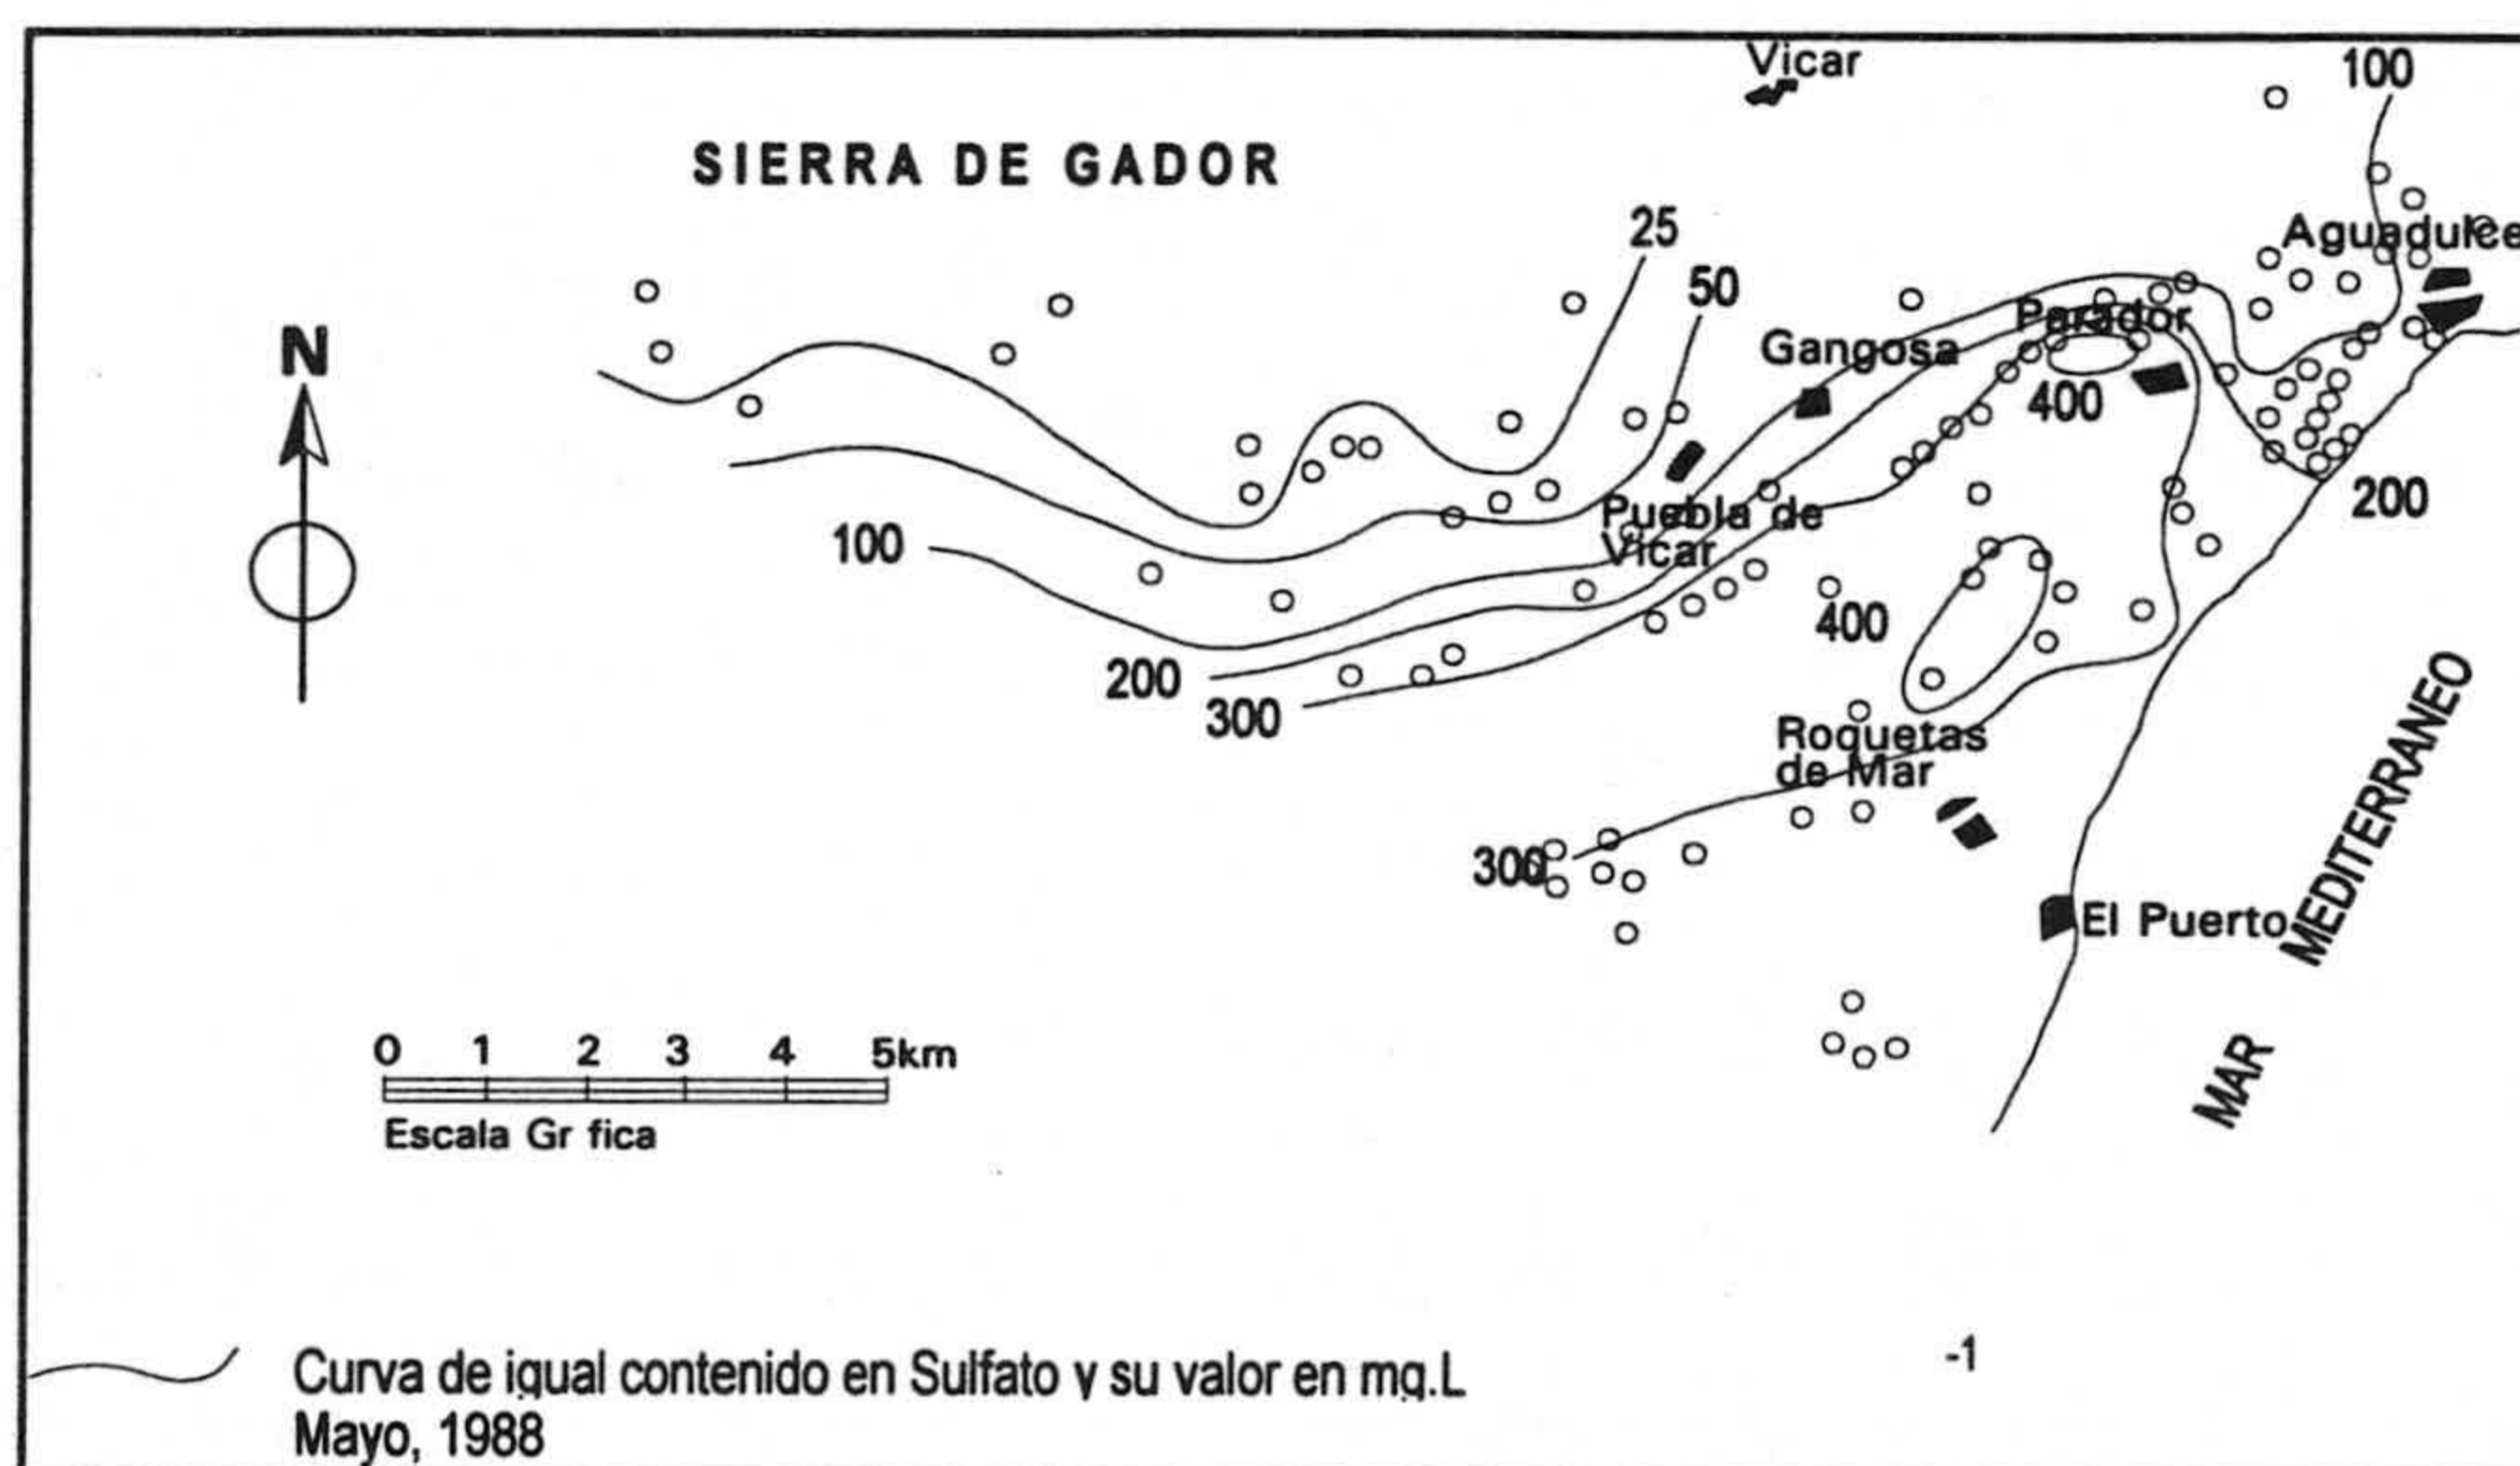 Vicar
100
SIERRA DE GADOR
25
Aguadulce
50
N
Parador
Gangosa
400
200
Puebla de
Vicar
100
400
200
300
Roquetas
de Mar
300
El Puerto
MAR MEDITERRANEO
0 1 2 3 4 5km
Escala Gr fica
-1
Curva de igual contenido en Sulfato y su valor en mg.L
Mayo, 1988